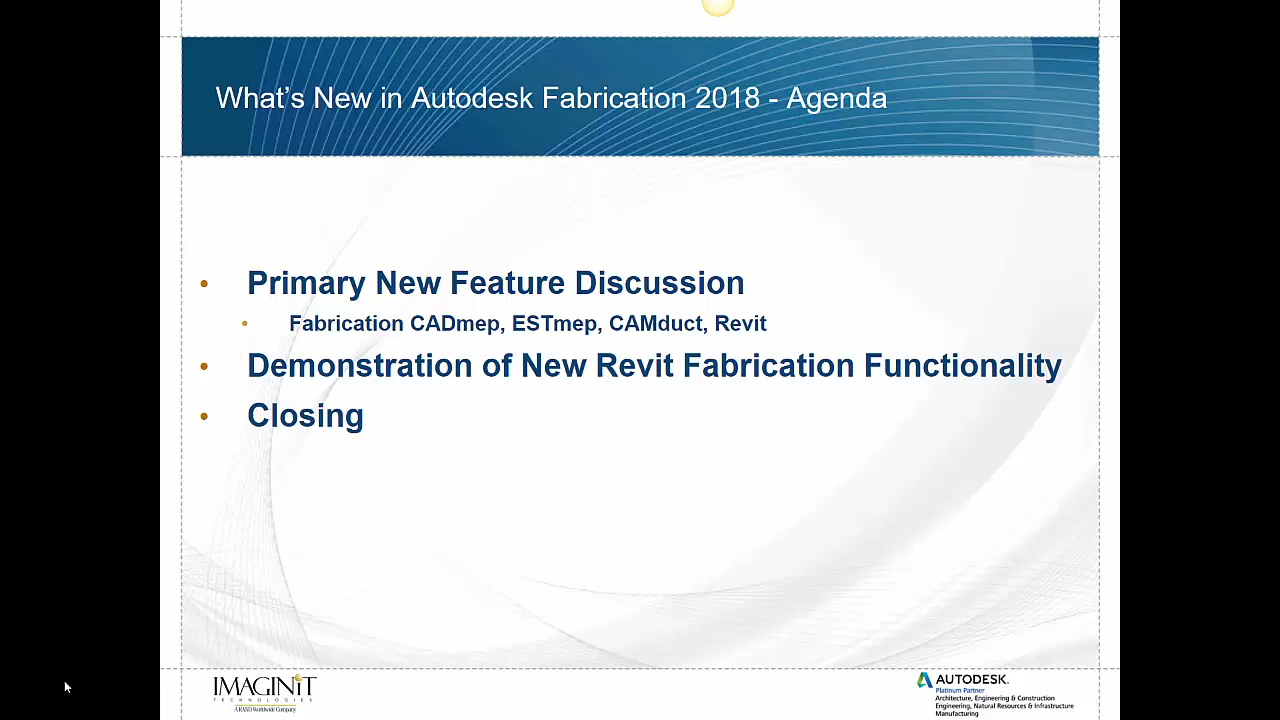 What's New in Autodesk Fabrication 2018 - Agenda
• Primary New Feature Discussion
• Fabrication CADmep, ESTmep, CAMduct, Revit
• Demonstration of New Revit Fabrication Functionality
• Closing
IMAGINiT
TECHNOLOGIES
A RAND Worldwide Company
AUTODESK.
Platinum Partner
Architecture, Engineering & Construction
Engineering, Natural Resources & Infrastructure
Manufacturing